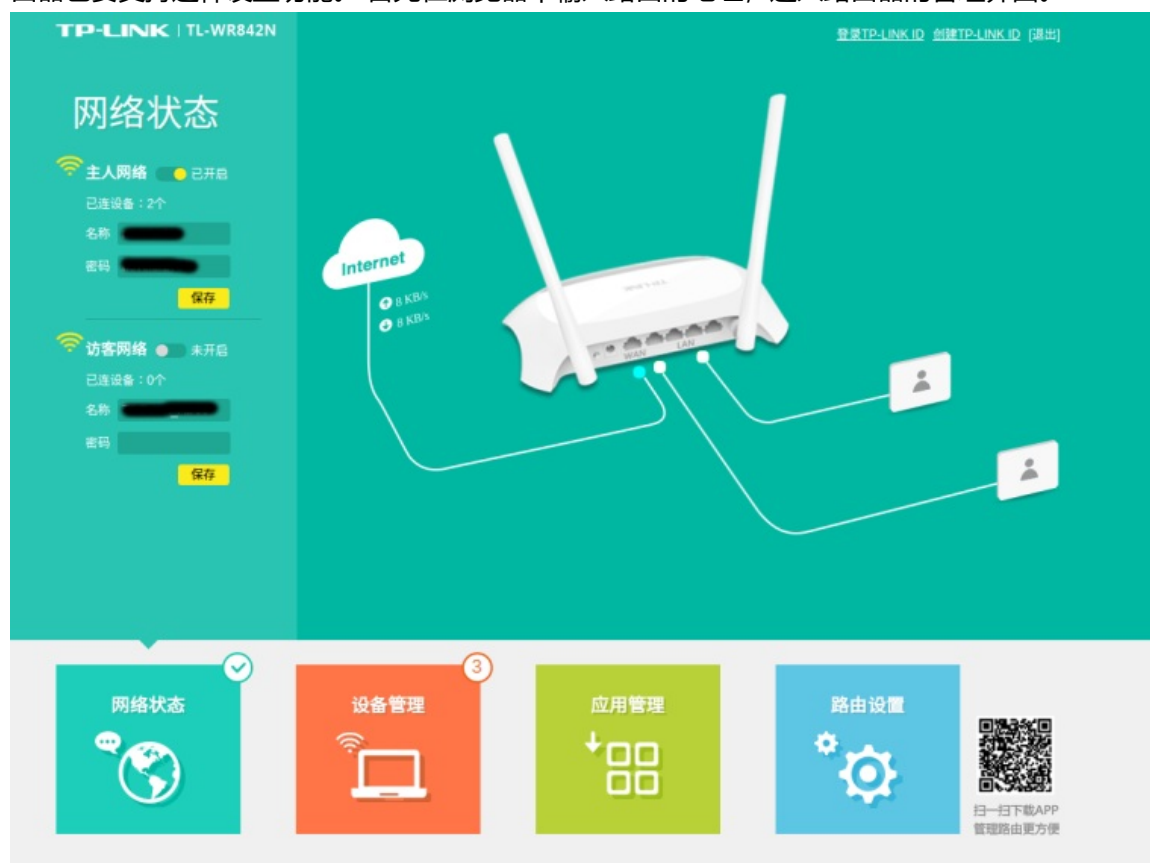 TP-LINK | TL-WR842N
登录TP-LINK ID 创建TP-LINK ID [退出]
网络状态
主人网络 已开启
已连设备：2个
名称
密码
保存
访客网络 未开启
已连设备：0个
名称
密码
保存
Internet
8 KB/s
8 KB/s
TP-LINK
WAN
LAN
网络状态
设备管理
3
应用管理
路由设置
扫一扫下载APP
管理路由更方便